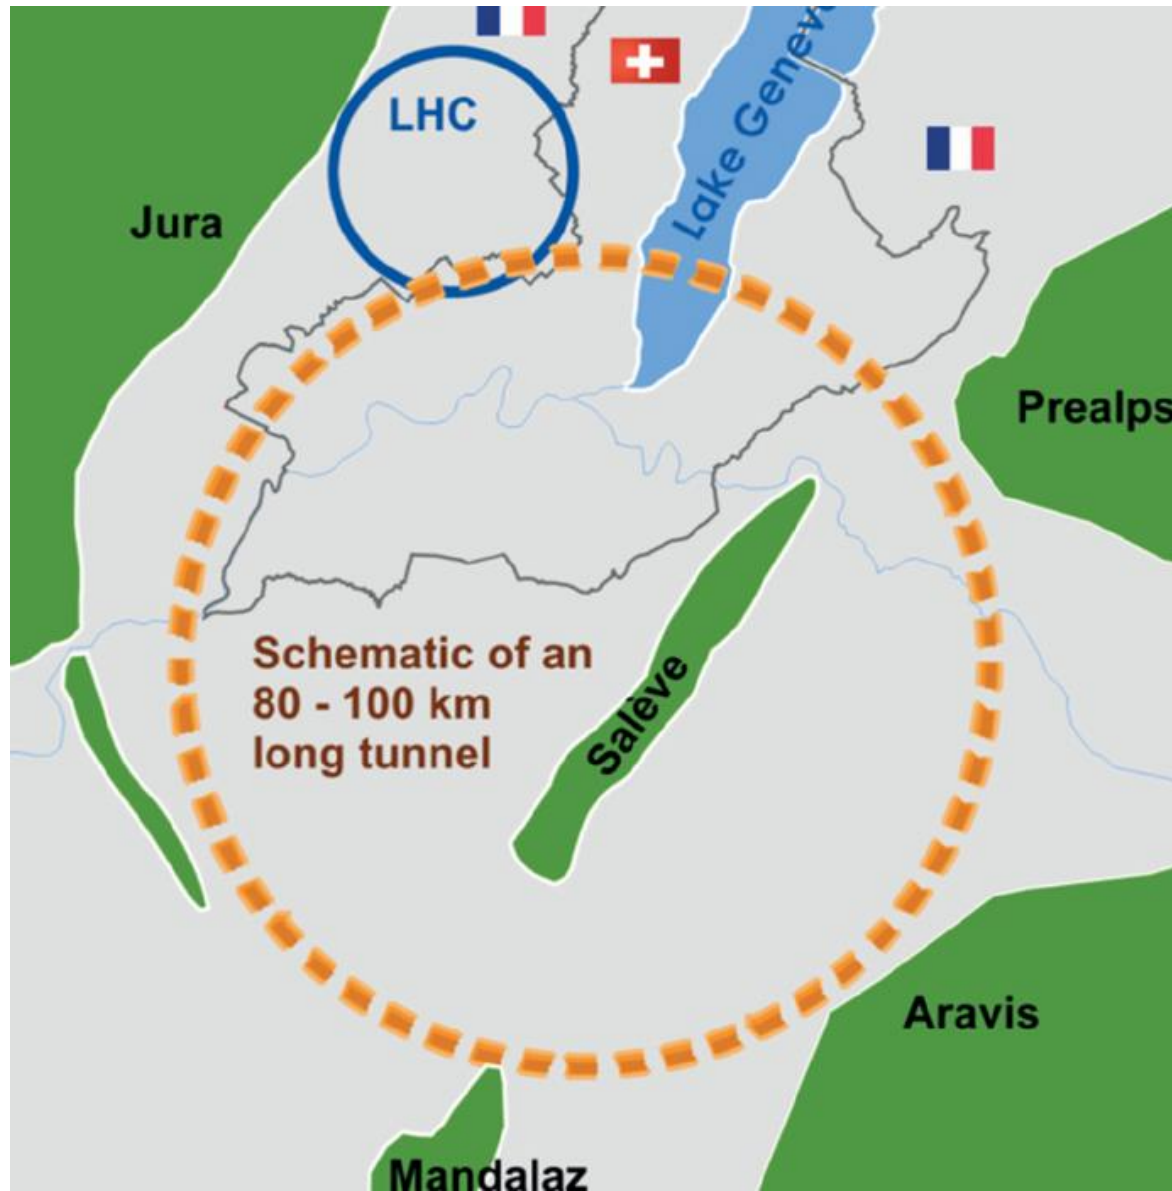 LHC
Lake Geneva
Jura
Prealps
Schematic of an
80 - 100 km
long tunnel
Salève
Aravis
Mandalaz